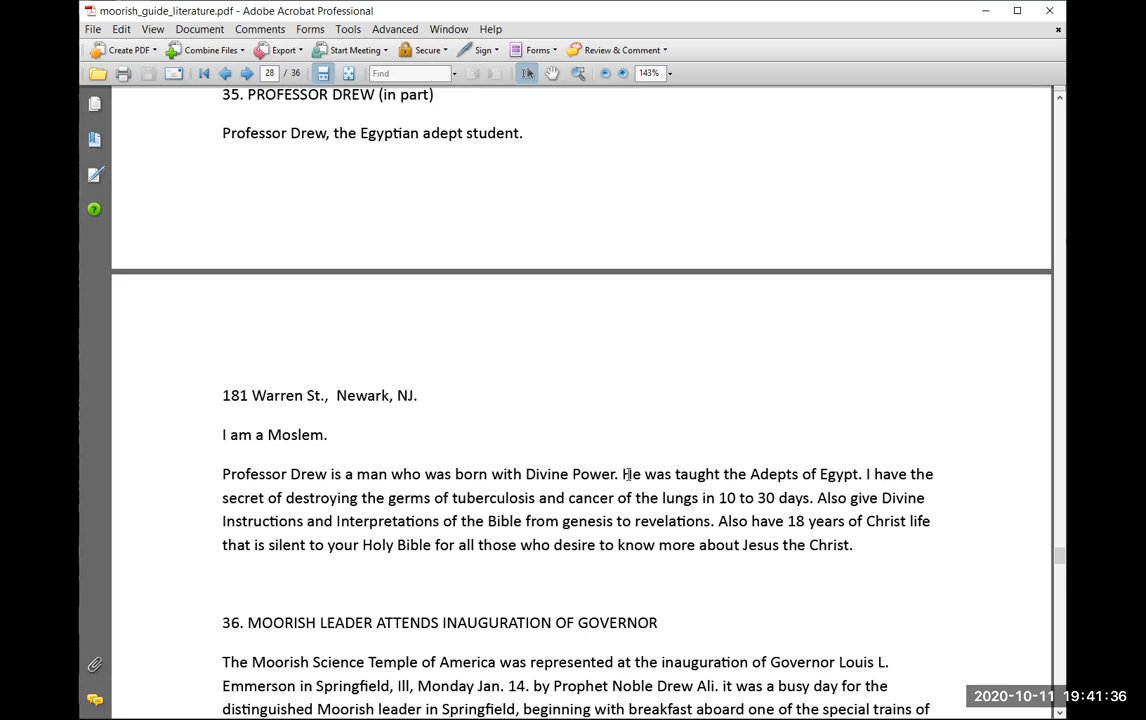 moorish_guide_literature.pdf - Adobe Acrobat Professional
File Edit View Document Comments Forms Tools Advanced Window Help
Create PDF Combine Files Export Start Meeting Secure Sign Forms Review & Comment
28 / 36 Find 143%
35. PROFESSOR DREW (in part)
Professor Drew, the Egyptian adept student.
181 Warren St., Newark, NJ.
I am a Moslem.
Professor Drew is a man who was born with Divine Power. He was taught the Adepts of Egypt. I have the
secret of destroying the germs of tuberculosis and cancer of the lungs in 10 to 30 days. Also give Divine
Instructions and Interpretations of the Bible from genesis to revelations. Also have 18 years of Christ life
that is silent to your Holy Bible for all those who desire to know more about Jesus the Christ.
36. MOORISH LEADER ATTENDS INAUGURATION OF GOVERNOR
The Moorish Science Temple of America was represented at the inauguration of Governor Louis L.
Emmerson in Springfield, Ill, Monday Jan. 14. by Prophet Noble Drew Ali. it was a busy day for the
distinguished Moorish leader in Springfield, beginning with breakfast aboard one of the special trains of
2020-10-11 19:41:36